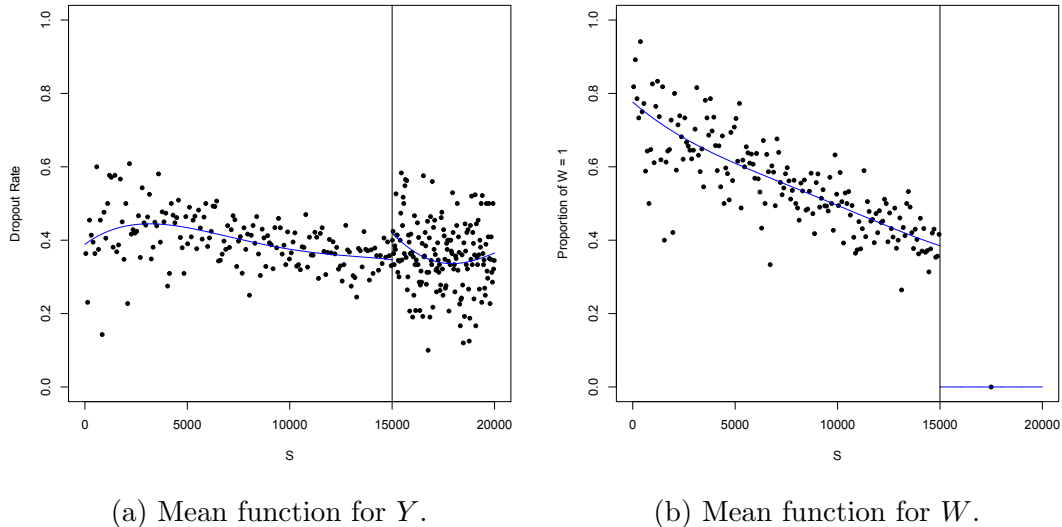 1.0
0.8
0.6
0.4
0.2
0.0
Dropout Rate
0 5000 10000 15000 20000
S
(a) Mean function for Y.
1.0
0.8
0.6
0.4
0.2
0.0
Proportion of W = 1
0 5000 10000 15000 20000
S
(b) Mean function for W.